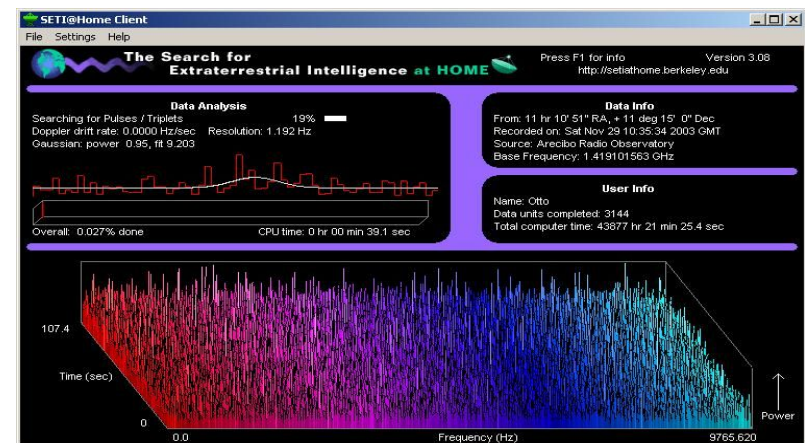 SETI@Home Client
File Settings Help
The Search for
Extraterrestrial Intelligence at HOME
Press F1 for info Version 3.08
http://setiathome.berkeley.edu
Data Analysis
Searching for Pulses / Triplets 19%
Doppler drift rate: 0.0000 Hz/sec Resolution: 1.192 Hz
Gaussian: power 0.95, fit 9.203
Overall: 0.027% done CPU time: 0 hr 00 min 39.1 sec
Data Info
From: 11 hr 10' 51" RA, + 11 deg 15' 0" Dec
Recorded on: Sat Nov 29 10:35:34 2003 GMT
Source: Arecibo Radio Observatory
Base Frequency: 1.419101563 GHz
User Info
Name: Otto
Data units completed: 3144
Total computer time: 43877 hr 21 min 25.4 sec
107.4
Time (sec)
0
Power
0.0 Frequency (Hz) 9765.620